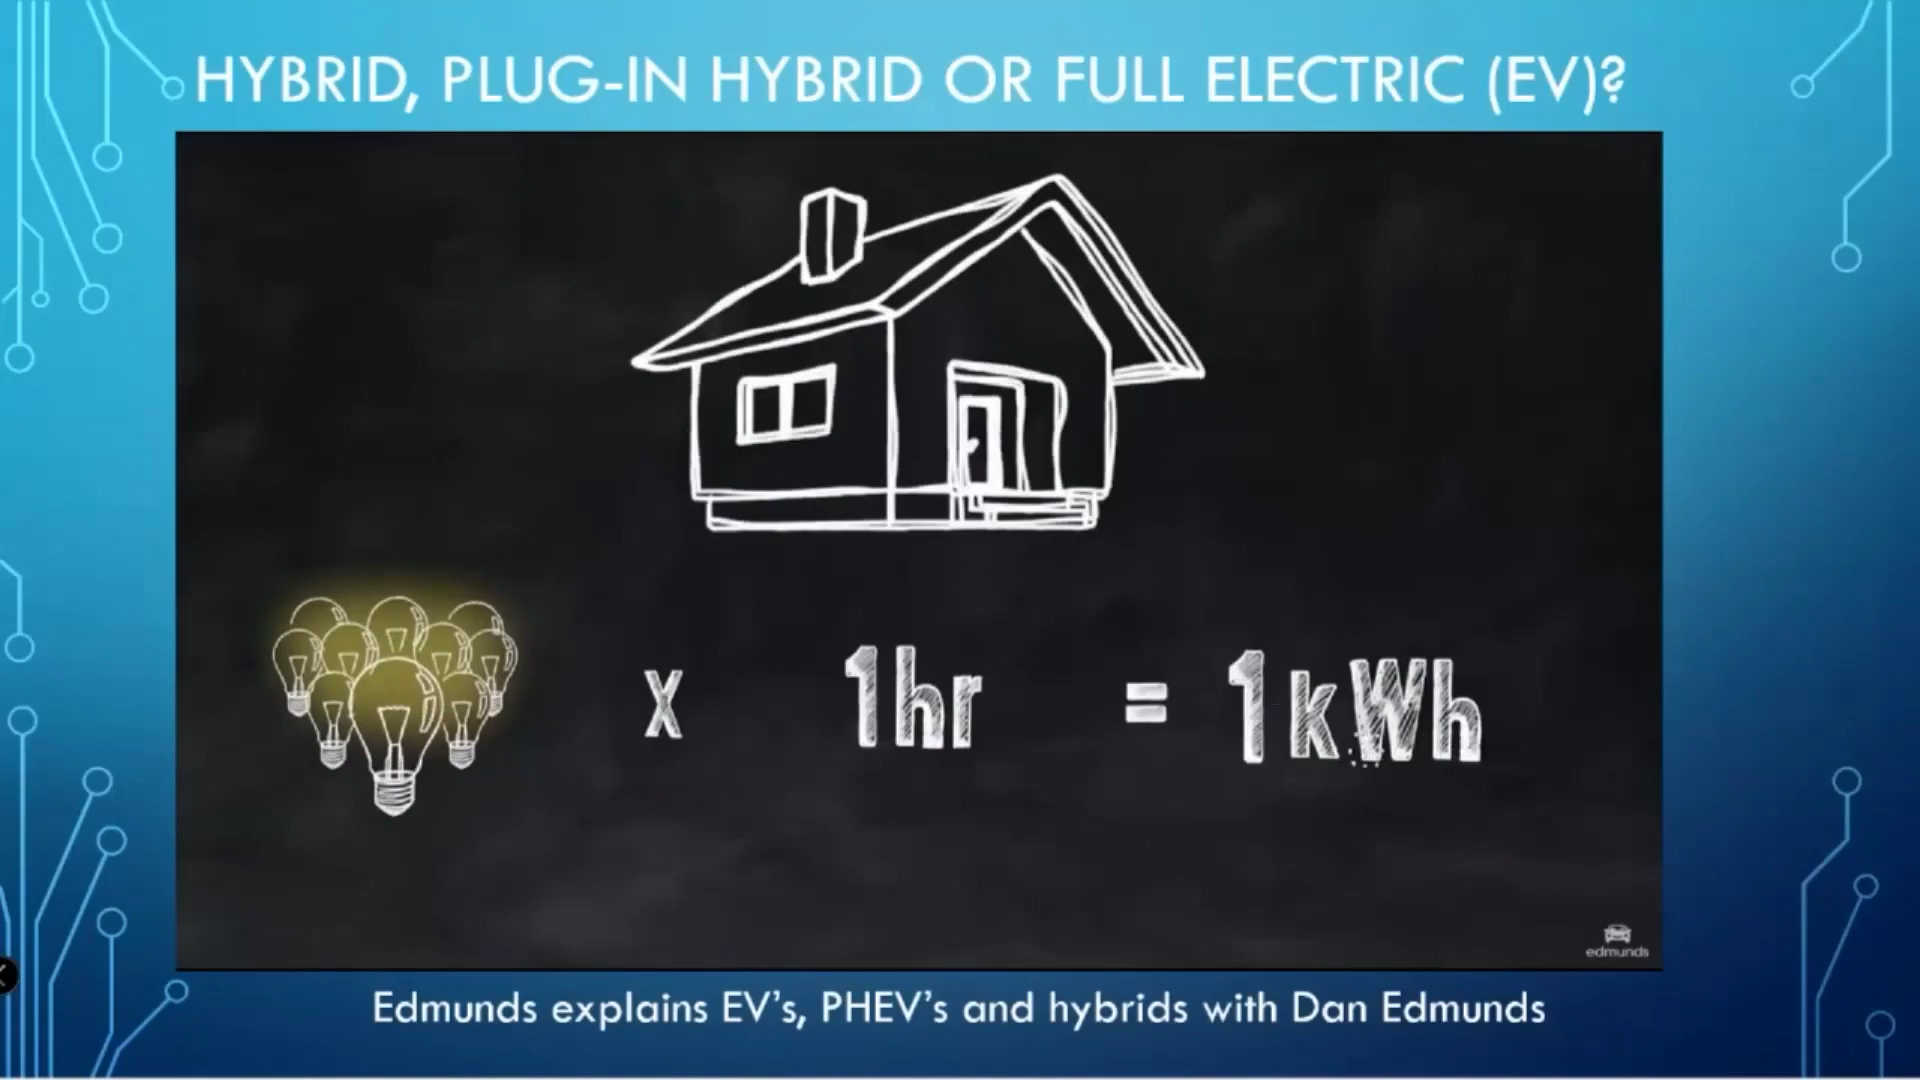 HYBRID, PLUG-IN HYBRID OR FULL ELECTRIC (EV)?
x 1hr = 1kWh
edmunds
Edmunds explains EV's, PHEV's and hybrids with Dan Edmunds